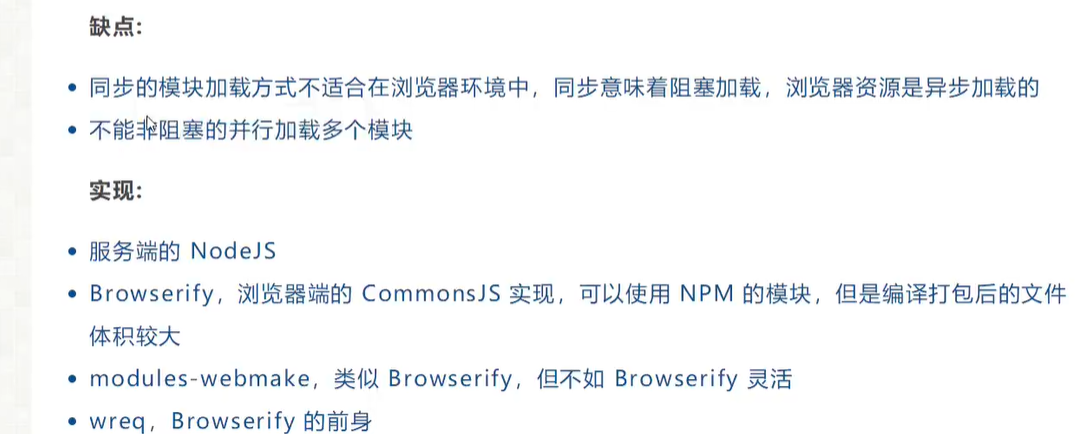 缺点:
同步的模块加载方式不适合在浏览器环境中，同步意味着阻塞加载，浏览器资源是异步加载的
不能非阻塞的并行加载多个模块
实现:
服务端的 NodeJS
Browserify，浏览器端的 CommonsJS 实现，可以使用 NPM 的模块，但是编译打包后的文件
体积较大
modules-webmake，类似 Browserify，但不如 Browserify 灵活
wreq，Browserify 的前身